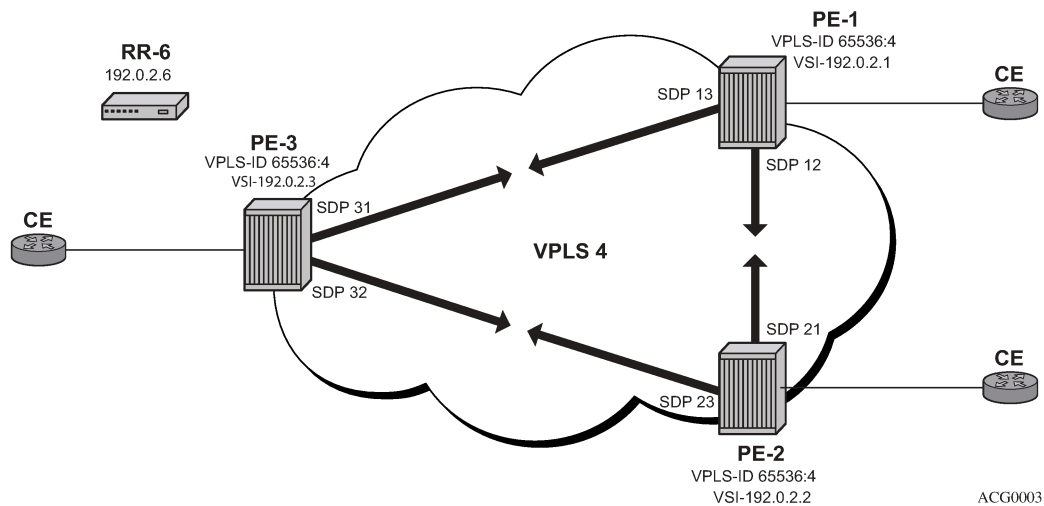 PE-1
VPLS-ID 65536:4
VSI-192.0.2.1
RR-6
192.0.2.6
CE
SDP 13
PE-3
VPLS-ID 65536:4
VSI-192.0.2.3
SDP 12
SDP 31
CE
VPLS 4
SDP 32
SDP 21
CE
SDP 23
PE-2
VPLS-ID 65536:4
VSI-192.0.2.2
ACG0003